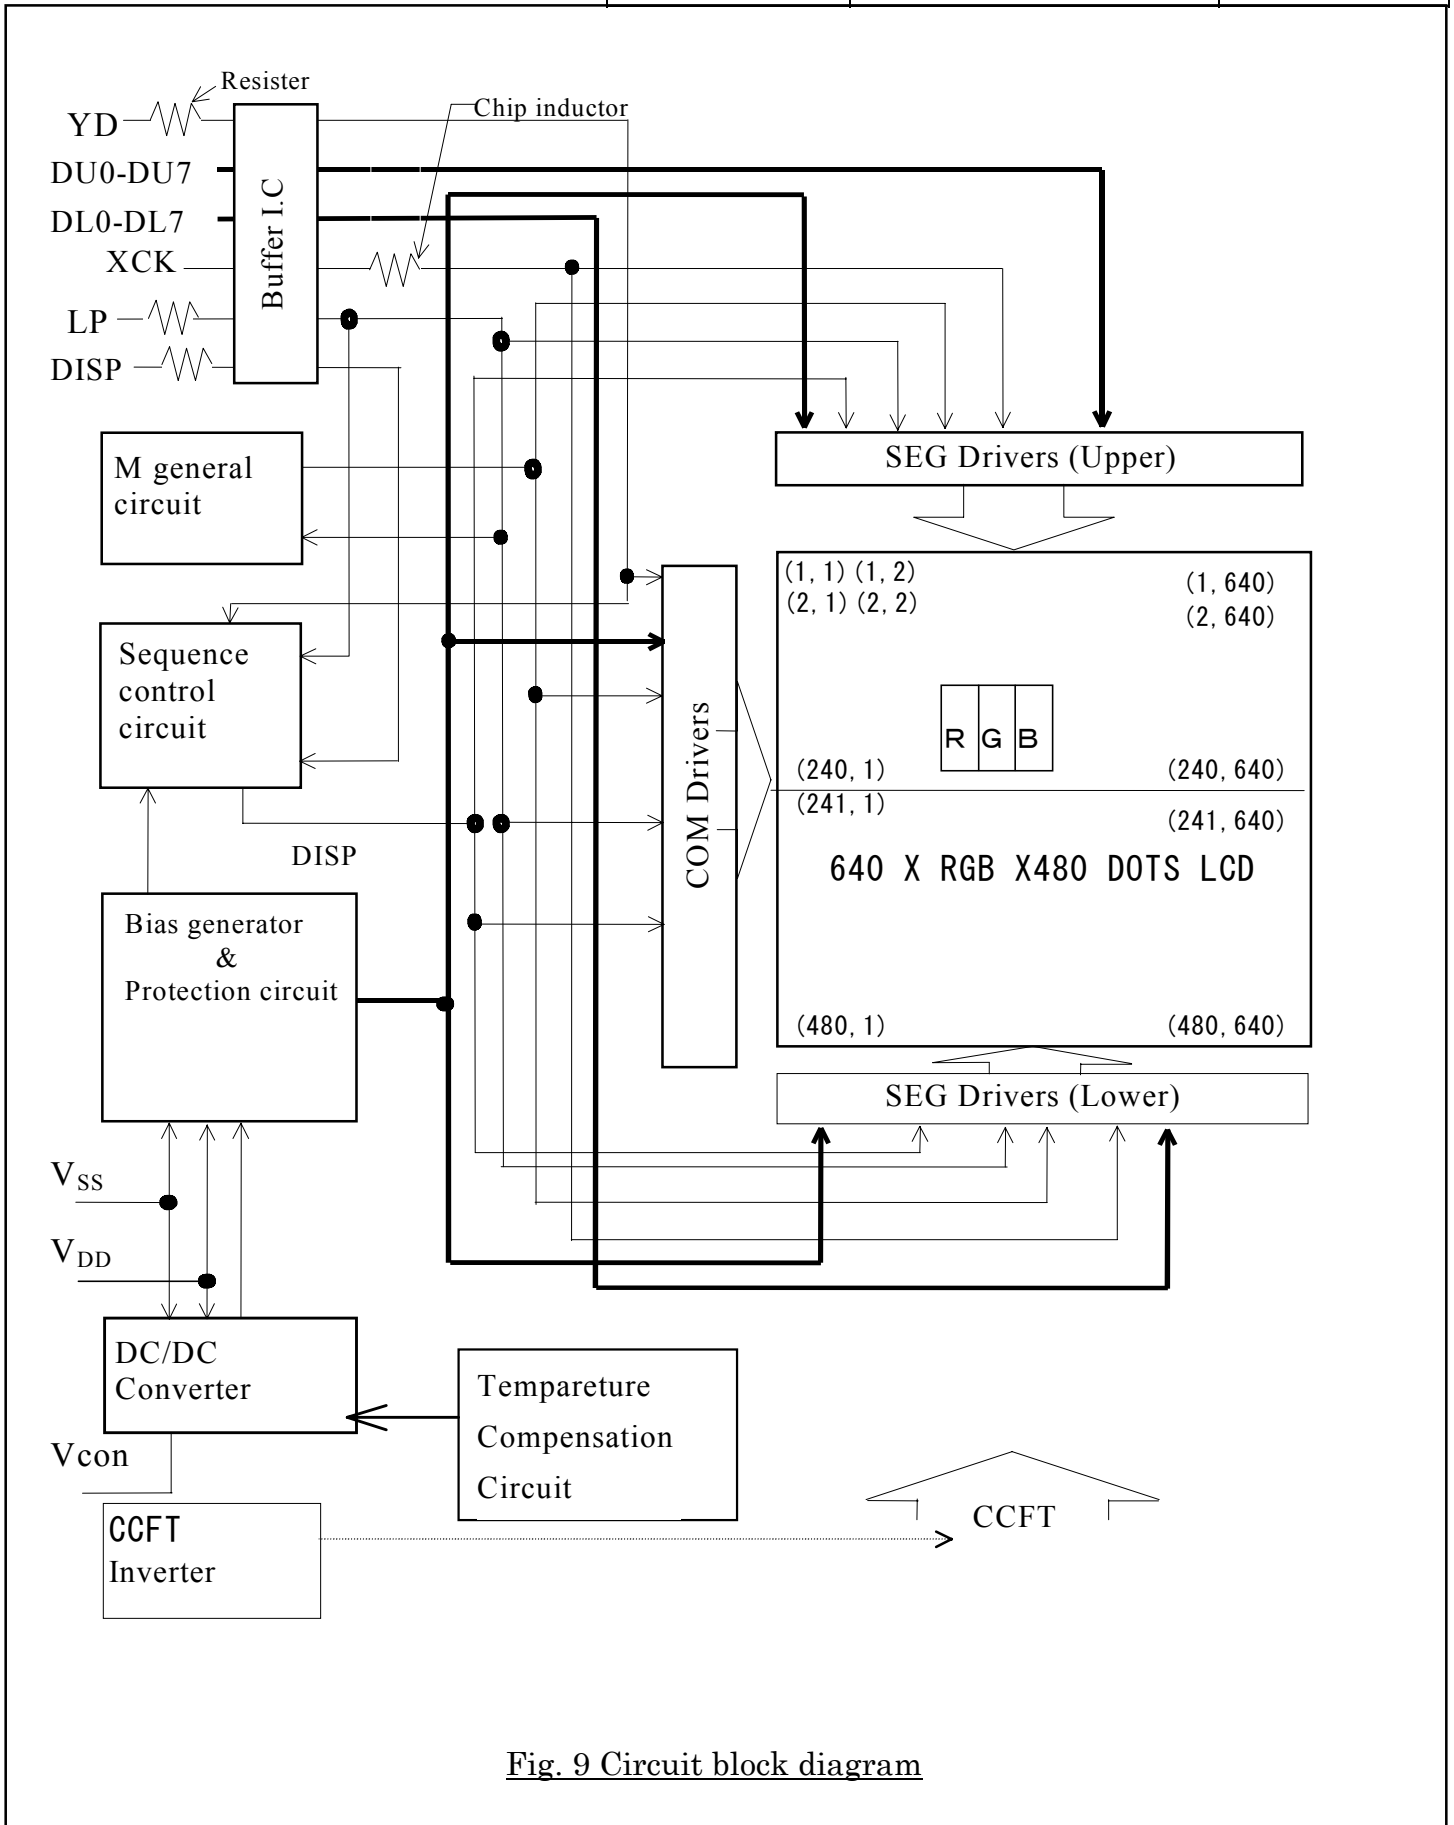 Resister
Chip inductor
YD
DU0-DU7
DL0-DL7
XCK
LP
DISP
Buffer I.C
M general
circuit
SEG Drivers (Upper)
(1, 1) (1, 2)
(1, 640)
(2, 1) (2, 2)
(2, 640)
Sequence
control
circuit
R G B
COM Drivers
(240, 1)
(240, 640)
(241, 1)
(241, 640)
DISP
640 X RGB X480 DOTS LCD
Bias generator
&
Protection circuit
(480, 1)
(480, 640)
SEG Drivers (Lower)
VSS
VDD
DC/DC
Converter
Tempareture
Compensation
Circuit
Vcon
CCFT
Inverter
CCFT
Fig. 9 Circuit block diagram